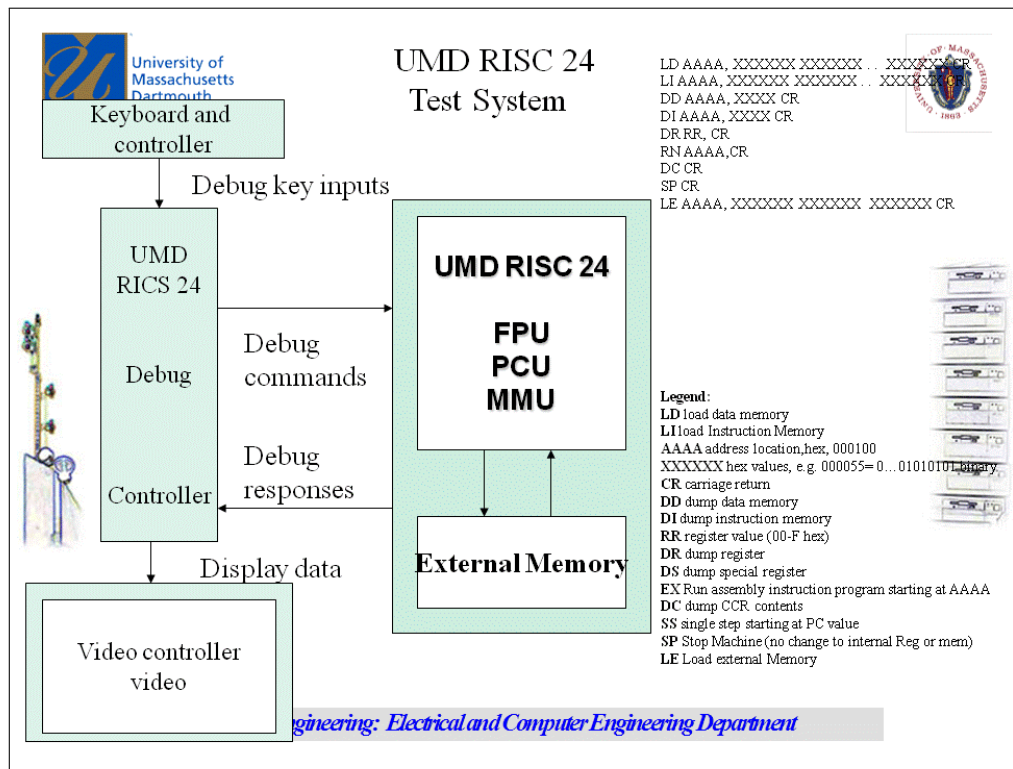 University of
Massachusetts
Dartmouth
UMD RISC 24
Test System
LD AAAA, XXXXXX XXXXXX . . XXXXXX CR
LI AAAA, XXXXXX XXXXXX . . XXXXXX CR
DD AAAA, XXXX CR
DI AAAA, XXXX CR
DR RR, CR
RN AAAA,CR
DC CR
SP CR
LE AAAA, XXXXXX XXXXXX XXXXXX CR
UNIVERSITY OF MASSACHUSETTS
1863
Keyboard and
controller
Debug key inputs
UMD
RICS 24
Debug
Controller
Debug
commands
Debug
responses
UMD RISC 24
FPU
PCU
MMU
External Memory
Display data
Video controller
video
Legend:
LD load data memory
LI load Instruction Memory
AAAA address location,hex, 000100
XXXXXX hex values, e.g. 000055= 0…01010101 binary
CR carriage return
DD dump data memory
DI dump instruction memory
RR register value (00-F hex)
DR dump register
DS dump special register
EX Run assembly instruction program starting at AAAA
DC dump CCR contents
SS single step starting at PC value
SP Stop Machine (no change to internal Reg or mem)
LE Load external Memory
ngineering: Electrical and Computer Engineering Department